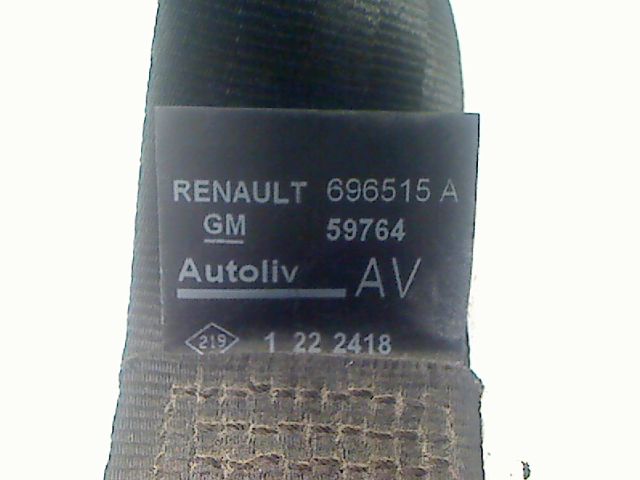 RENAULT 696515 A
GM 59764
Autoliv AV
219 1 22 2418